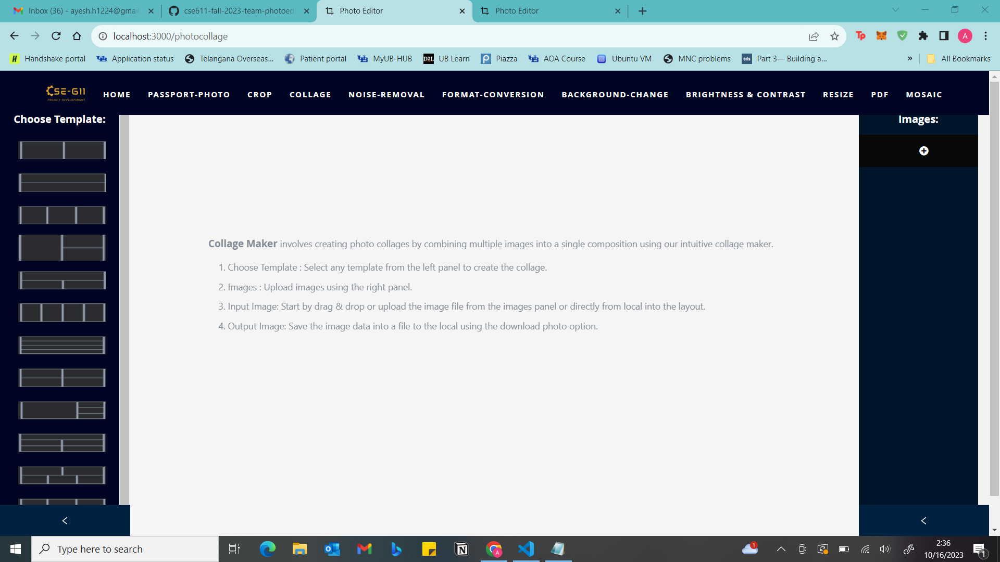 Inbox (36) - ayesh.h1224@gmail
cse611-fall-2023-team-photoed
Photo Editor
Photo Editor
localhost:3000/photocollage
Tp
A
H Handshake portal
Application status
Telangana Overseas...
Patient portal
MyUB-HUB
D2L UB Learn
P Piazza
AOA Course
Ubuntu VM
MNC problems
tds Part 3— Building a...
»
All Bookmarks
CSE-611
PROJECT DEVELOPEMENT
HOME
PASSPORT-PHOTO
CROP
COLLAGE
NOISE-REMOVAL
FORMAT-CONVERSION
BACKGROUND-CHANGE
BRIGHTNESS & CONTRAST
RESIZE
PDF
MOSAIC
Choose Template:
Images:
Collage Maker involves creating photo collages by combining multiple images into a single composition using our intuitive collage maker.
1. Choose Template : Select any template from the left panel to create the collage.
2. Images : Upload images using the right panel.
3. Input Image: Start by drag & drop or upload the image file from the images panel or directly from local into the layout.
4. Output Image: Save the image data into a file to the local using the download photo option.
Type here to search
1
2:36
10/16/2023
1